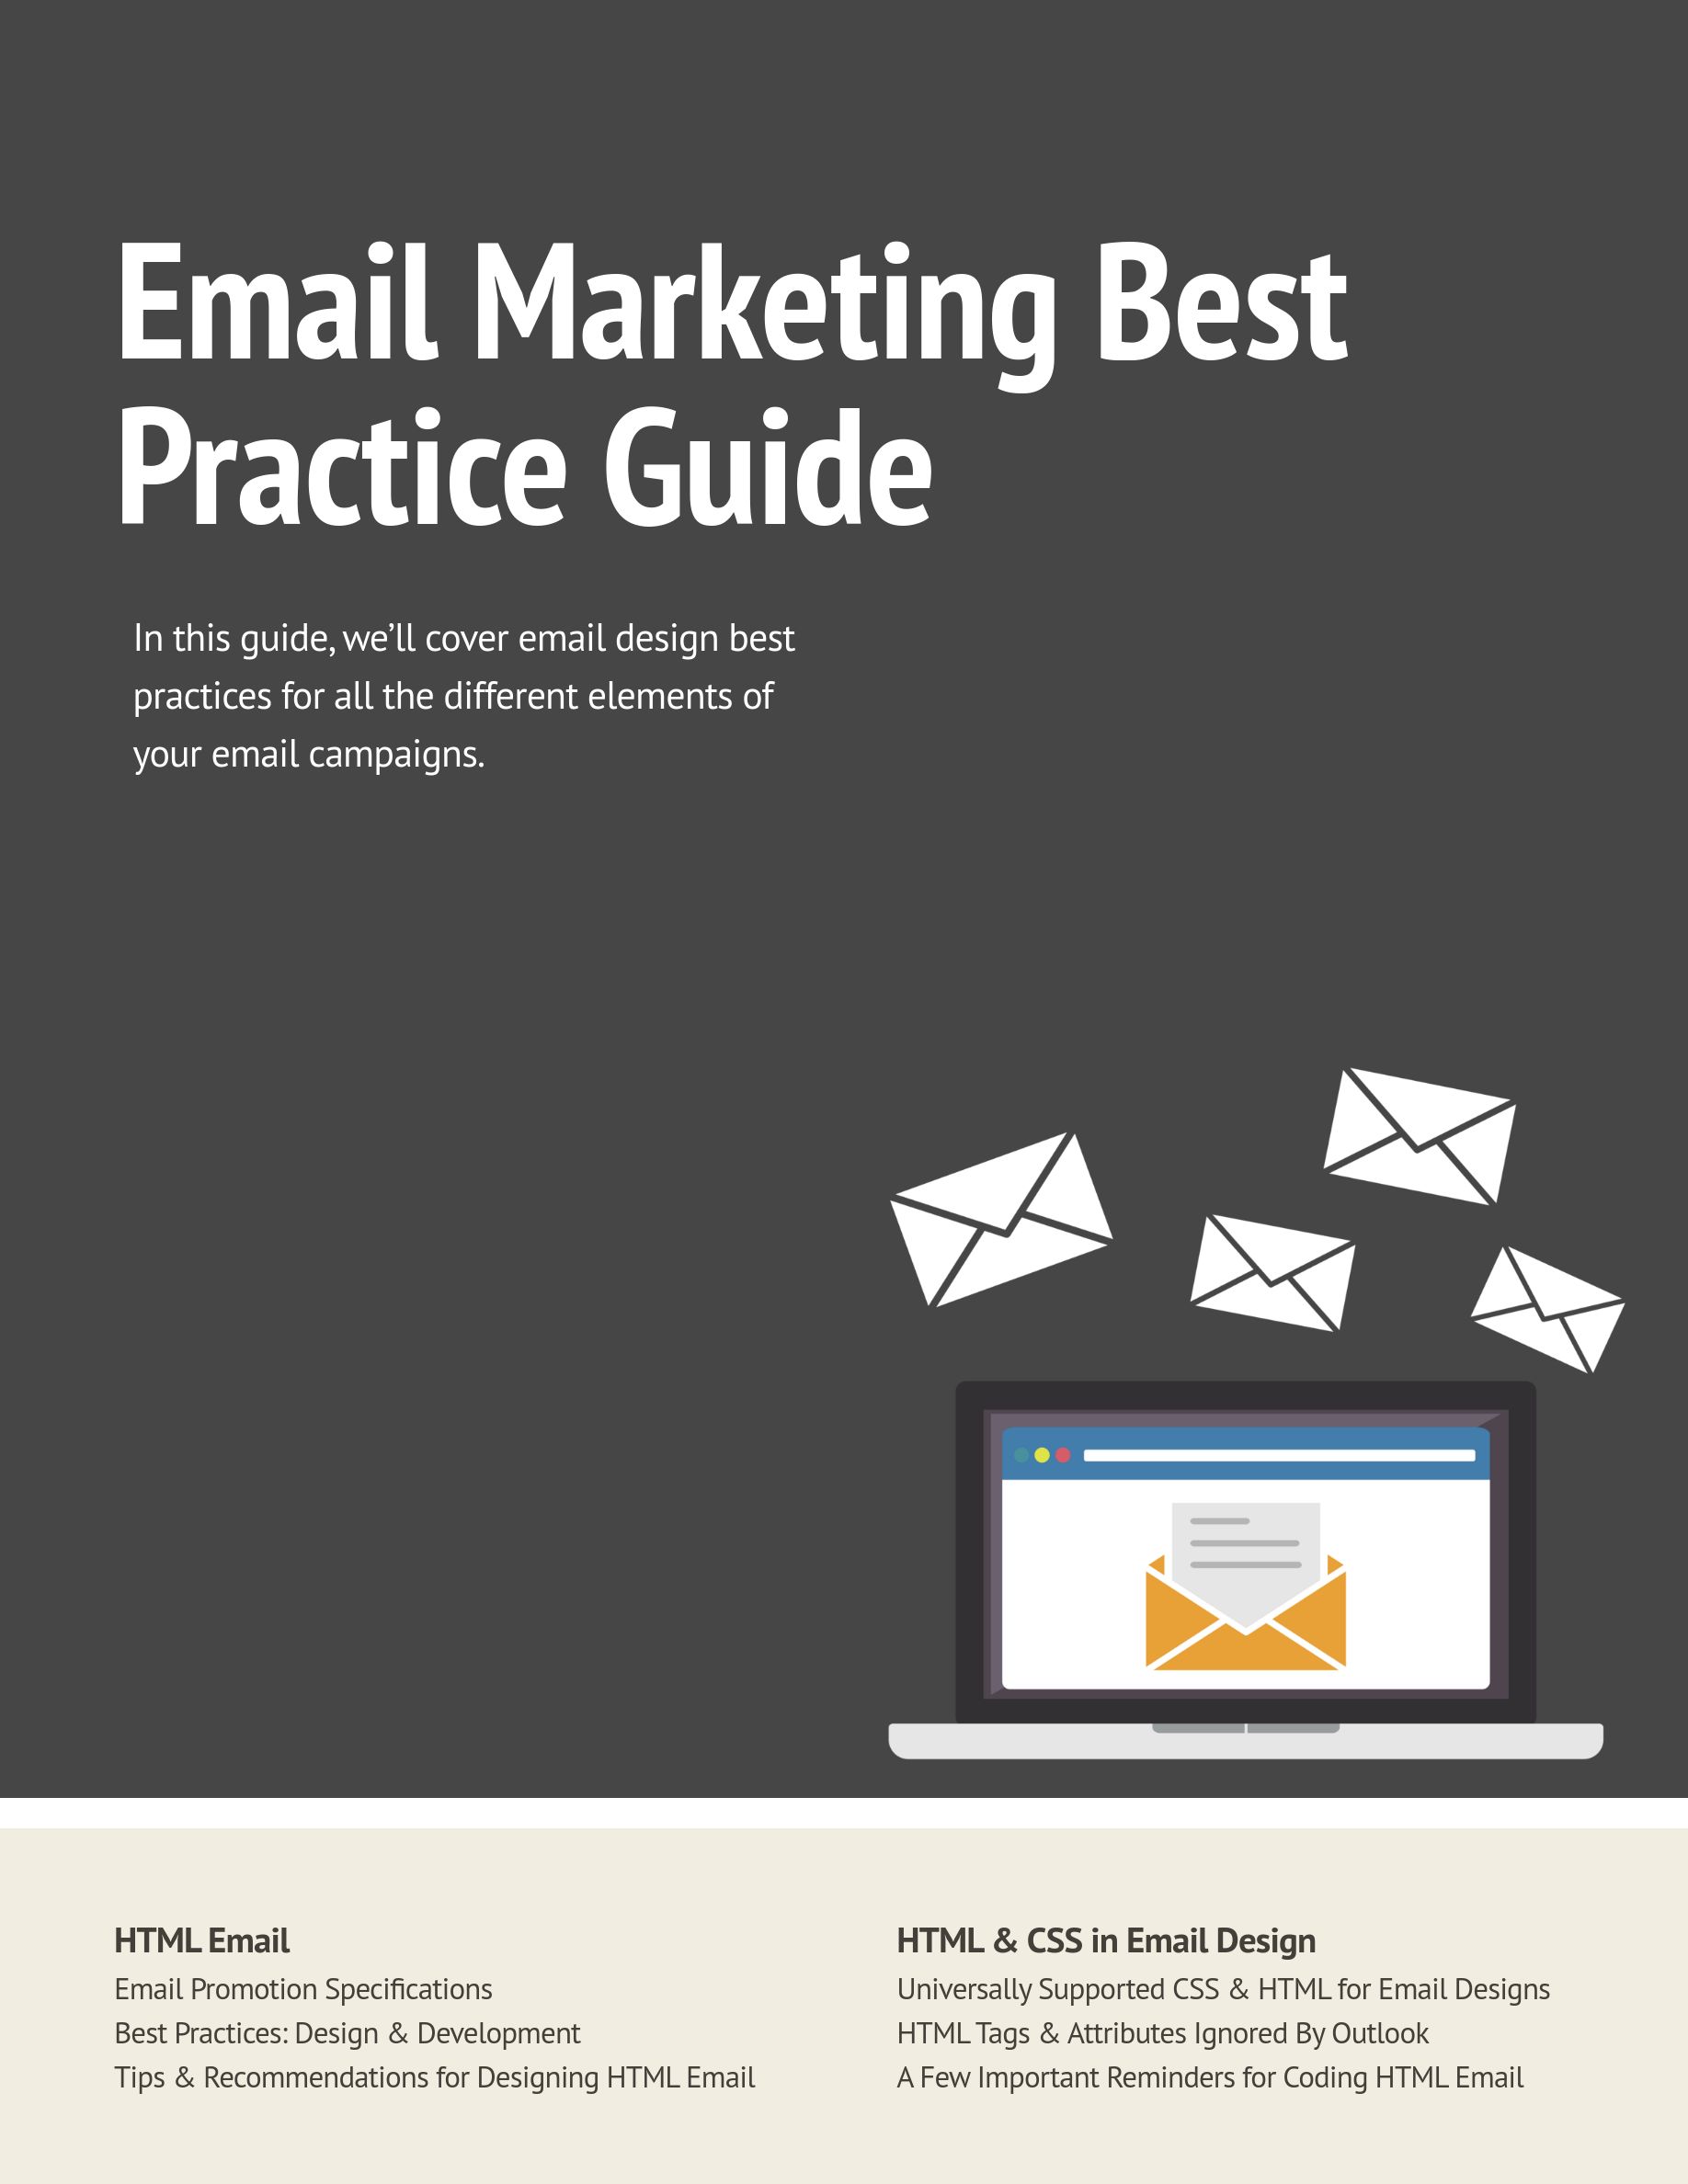 Email Marketing Best
Practice Guide
In this guide, we’ll cover email design best
practices for all the different elements of
your email campaigns.
HTML Email
Email Promotion Specifications
Best Practices: Design & Development
Tips & Recommendations for Designing HTML Email
HTML & CSS in Email Design
Universally Supported CSS & HTML for Email Designs
HTML Tags & Attributes Ignored By Outlook
A Few Important Reminders for Coding HTML Email